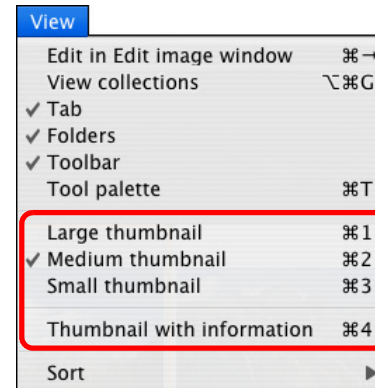 View
Edit in Edit image window ⌘→
View collections ⌥⌘G
✓ Tab
✓ Folders
✓ Toolbar
Tool palette ⌘T
Large thumbnail ⌘1
✓ Medium thumbnail ⌘2
Small thumbnail ⌘3
Thumbnail with information ⌘4
Sort ▶